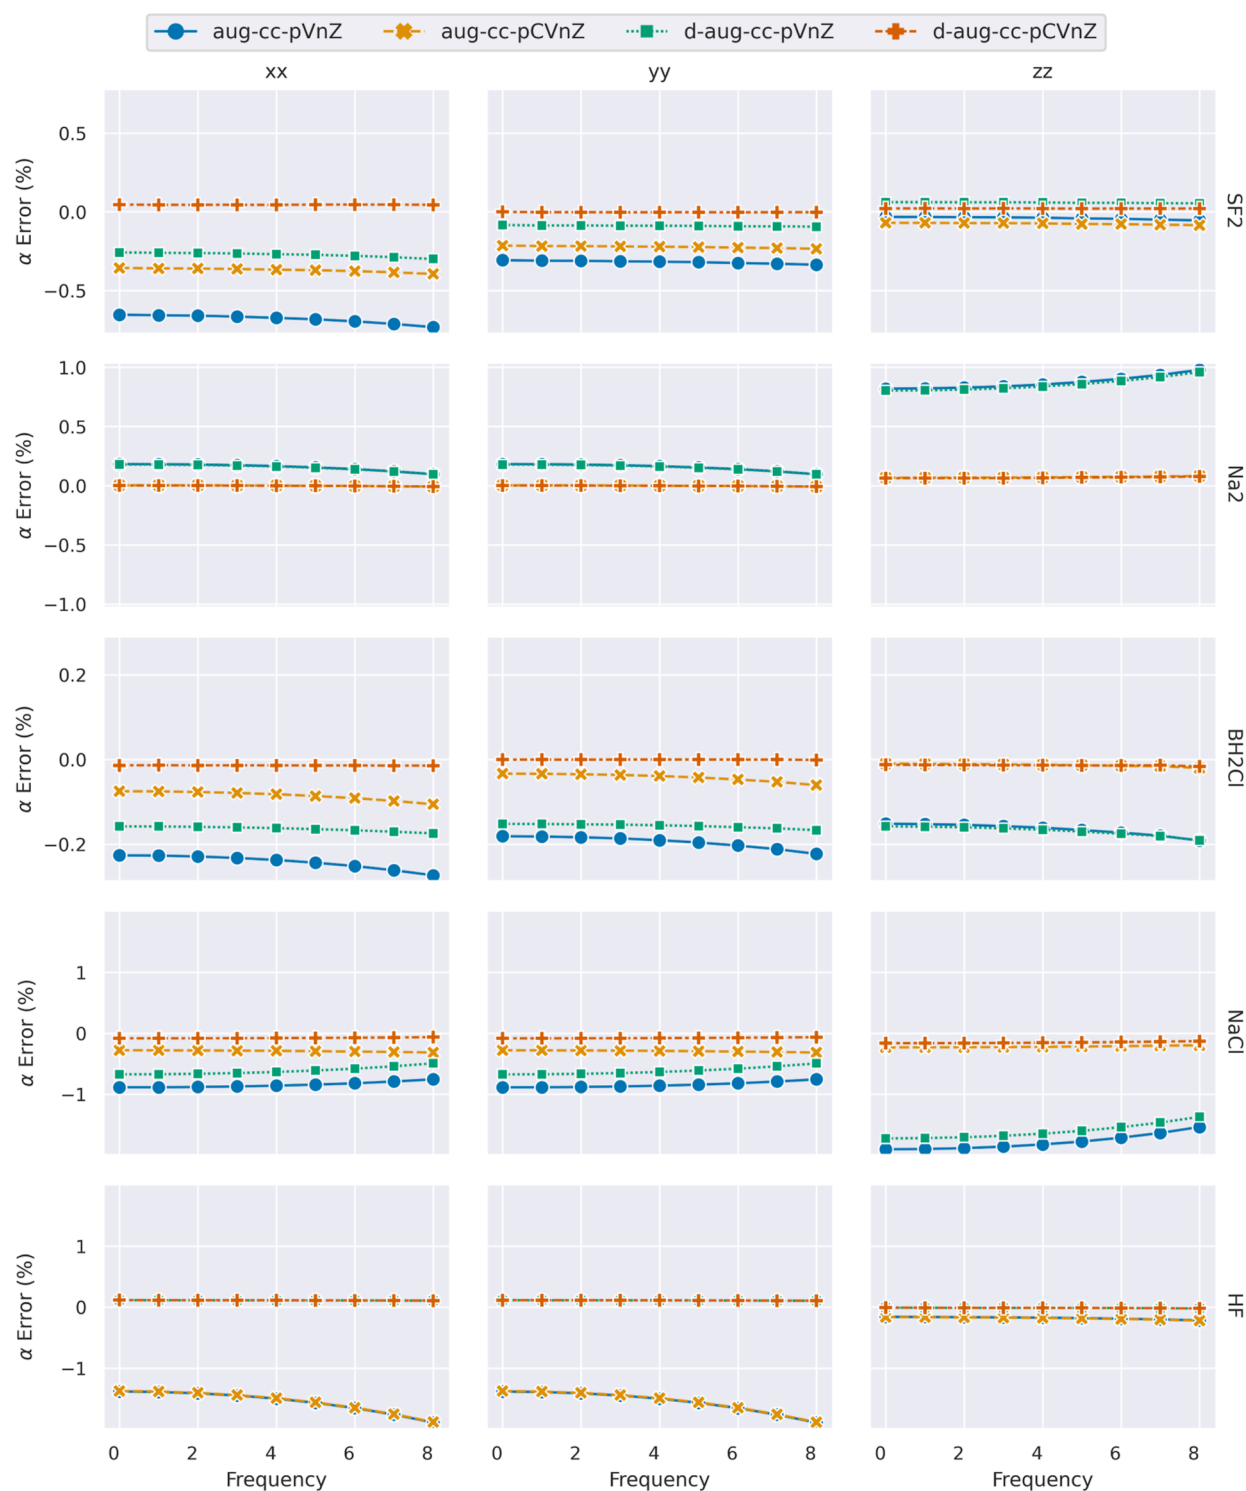 aug-cc-pVnZ aug-cc-pCVnZ d-aug-cc-pVnZ d-aug-cc-pCVnZ
xx yy zz
0.5
0.0
−0.5
α Error (%)
SF2
1.0
0.5
0.0
−0.5
−1.0
α Error (%)
Na2
0.2
0.0
−0.2
α Error (%)
BH2Cl
1
0
−1
α Error (%)
NaCl
1
0
−1
α Error (%)
HF
0 2 4 6 8 0 2 4 6 8 0 2 4 6 8
Frequency Frequency Frequency